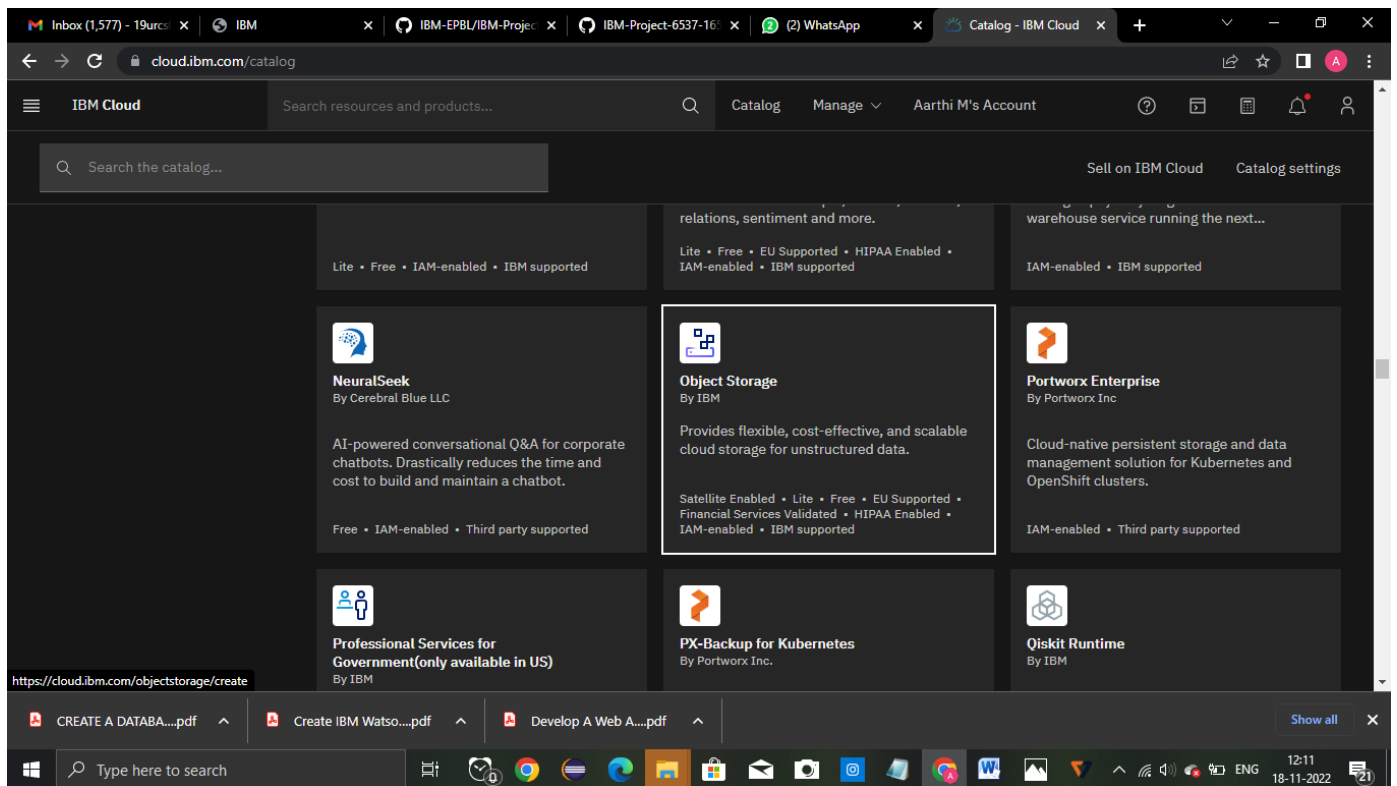 Inbox (1,577) - 19urcs
IBM
IBM-EPBL/IBM-Projec
IBM-Project-6537-165
2
(2) WhatsApp
Catalog - IBM Cloud
cloud.ibm.com/catalog
A
IBM Cloud
Search resources and products...
Catalog
Manage
Aarthi M's Account
Search the catalog...
Sell on IBM Cloud
Catalog settings
relations, sentiment and more.
warehouse service running the next...
Lite • Free • IAM-enabled • IBM supported
Lite • Free • EU Supported • HIPAA Enabled •
IAM-enabled • IBM supported
IAM-enabled • IBM supported
NeuralSeek
By Cerebral Blue LLC
AI-powered conversational Q&A for corporate
chatbots. Drastically reduces the time and
cost to build and maintain a chatbot.
Free • IAM-enabled • Third party supported
Object Storage
By IBM
Provides flexible, cost-effective, and scalable
cloud storage for unstructured data.
Satellite Enabled • Lite • Free • EU Supported •
Financial Services Validated • HIPAA Enabled •
IAM-enabled • IBM supported
Portworx Enterprise
By Portworx Inc
Cloud-native persistent storage and data
management solution for Kubernetes and
OpenShift clusters.
IAM-enabled • Third party supported
Professional Services for
Government(only available in US)
By IBM
PX-Backup for Kubernetes
By Portworx Inc.
Qiskit Runtime
By IBM
https://cloud.ibm.com/objectstorage/create
CREATE A DATABA....pdf
Create IBM Watso....pdf
Develop A Web A....pdf
Show all
Type here to search
ENG
12:11
18-11-2022
21